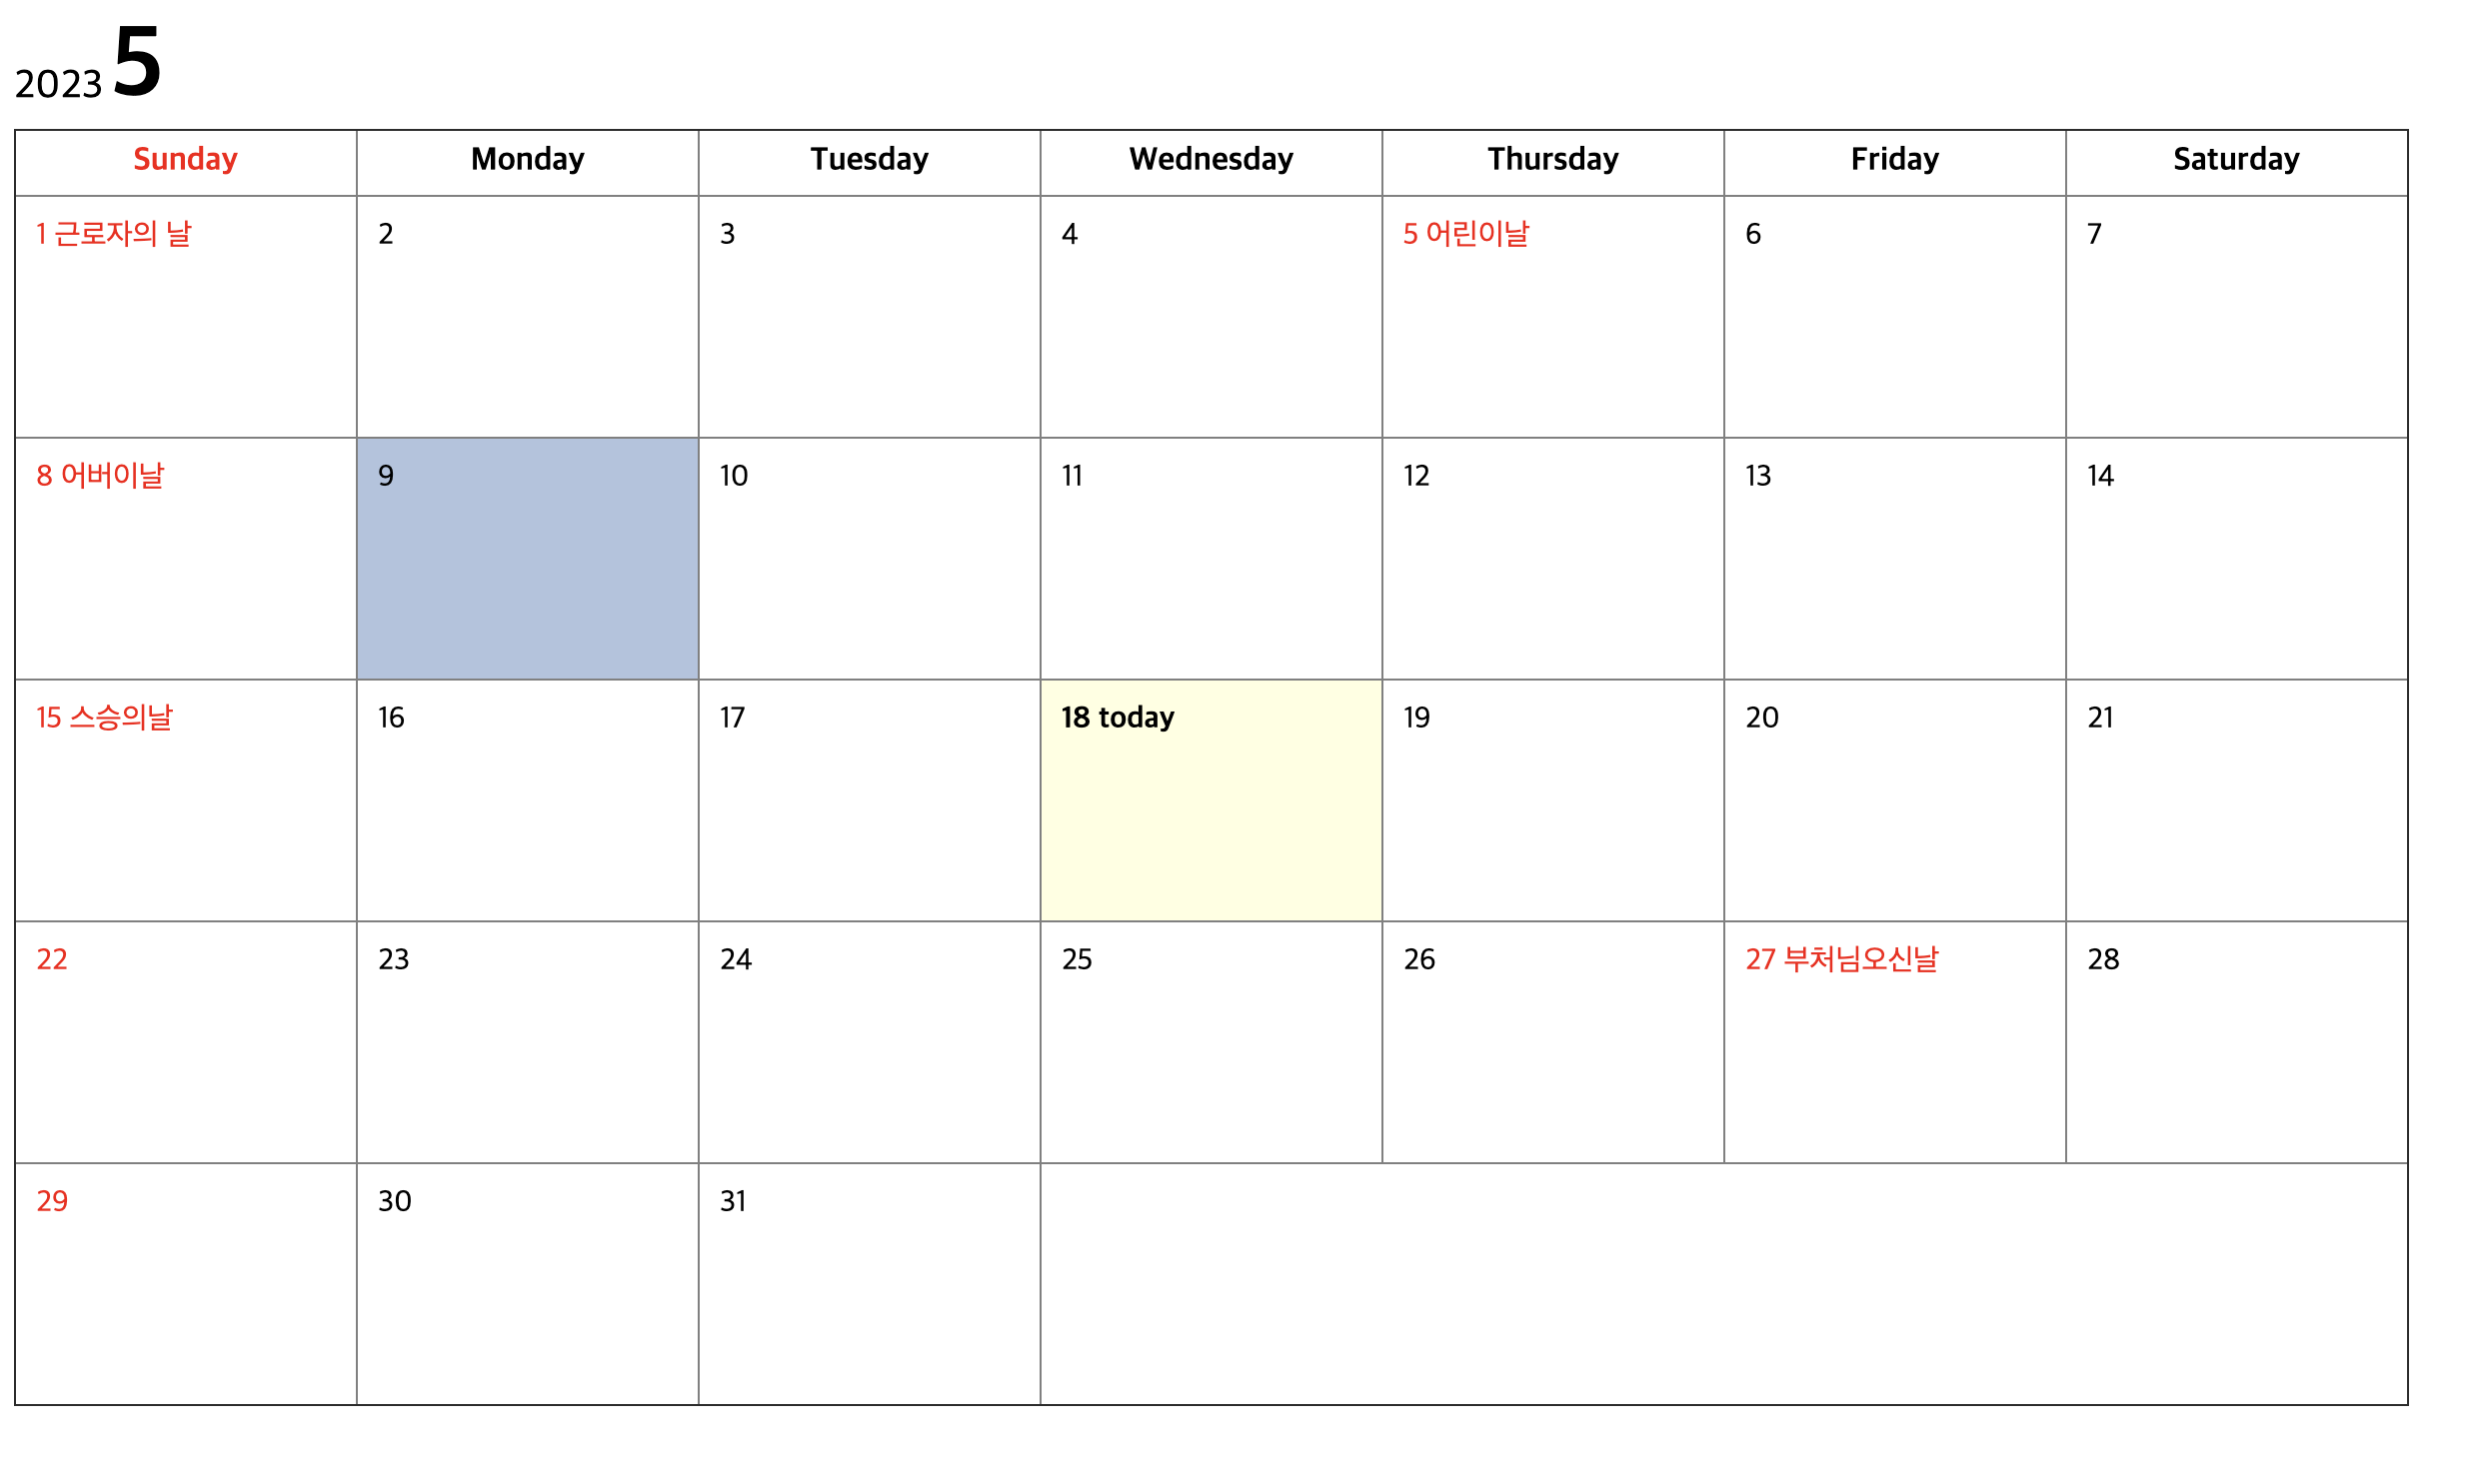 2023 5
Sunday Monday Tuesday Wednesday Thursday Friday Saturday
1 근로자의 날 2 3 4 5 어린이날 6 7
8 어버이날 9 10 11 12 13 14
15 스승의날 16 17 18 today 19 20 21
22 23 24 25 26 27 부처님오신날 28
29 30 31